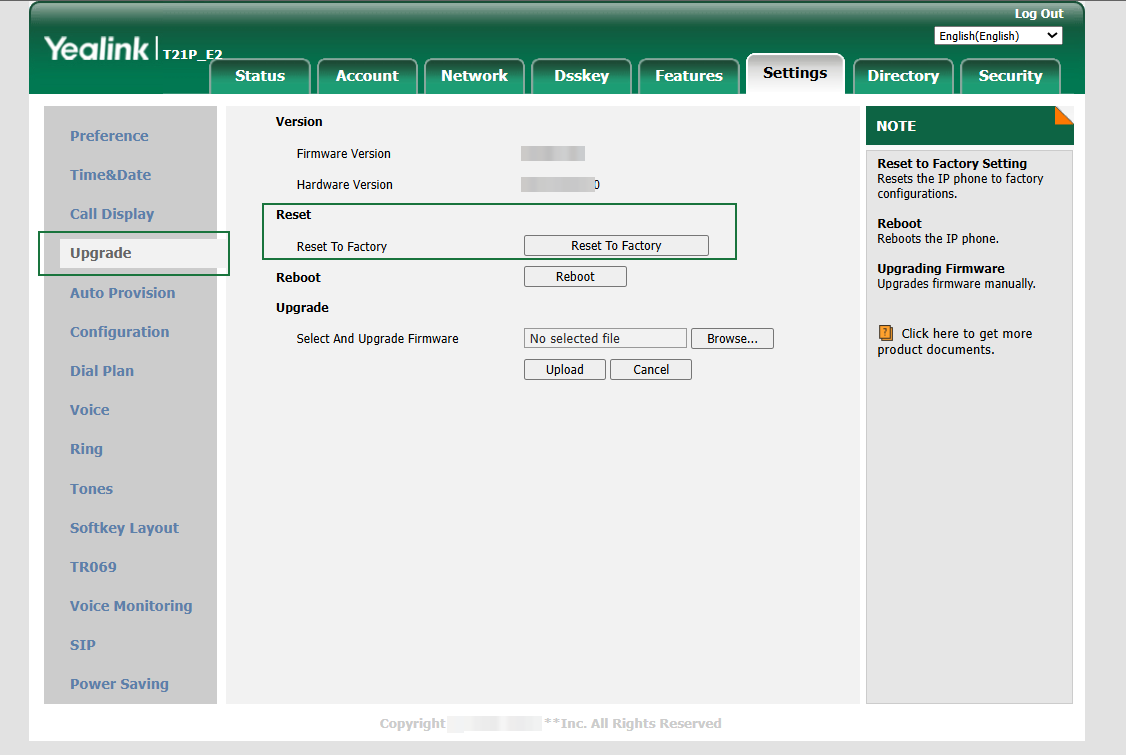 Log Out
English(English)
Yealink T21P_E2
Status Account Network Dsskey Features Settings Directory Security
Preference
Time&Date
Call Display
Upgrade
Auto Provision
Configuration
Dial Plan
Voice
Ring
Tones
Softkey Layout
TR069
Voice Monitoring
SIP
Power Saving
Version
Firmware Version
Hardware Version 0
Reset
Reset To Factory Reset To Factory
Reboot Reboot
Upgrade
Select And Upgrade Firmware No selected file Browse...
Upload Cancel
NOTE
Reset to Factory Setting
Resets the IP phone to factory
configurations.
Reboot
Reboots the IP phone.
Upgrading Firmware
Upgrades firmware manually.
? Click here to get more
product documents.
Copyright **Inc. All Rights Reserved